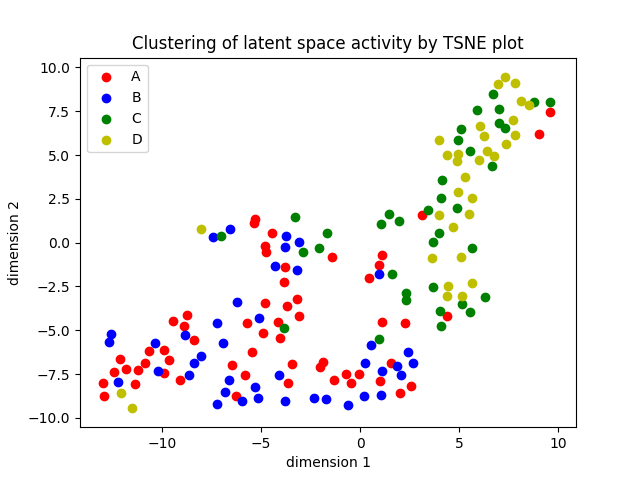 Clustering of latent space activity by TSNE plot
A
B
C
D
10.0
7.5
5.0
2.5
0.0
−2.5
−5.0
−7.5
−10.0
dimension 2
−10 −5 0 5 10
dimension 1